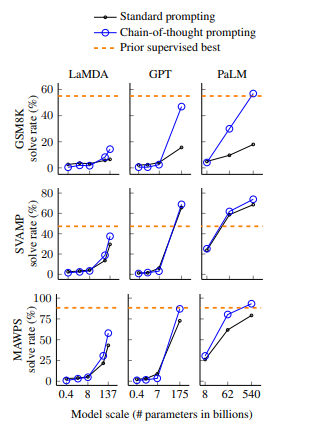 Standard prompting
Chain-of-thought prompting
Prior supervised best
LaMDA GPT PaLM
GSM8K
solve rate (%)
60
40
20
0
SVAMP
solve rate (%)
80
60
40
20
0
MAWPS
solve rate (%)
100
75
50
25
0
0.4 8 137 0.4 7 175 8 62 540
Model scale (# parameters in billions)